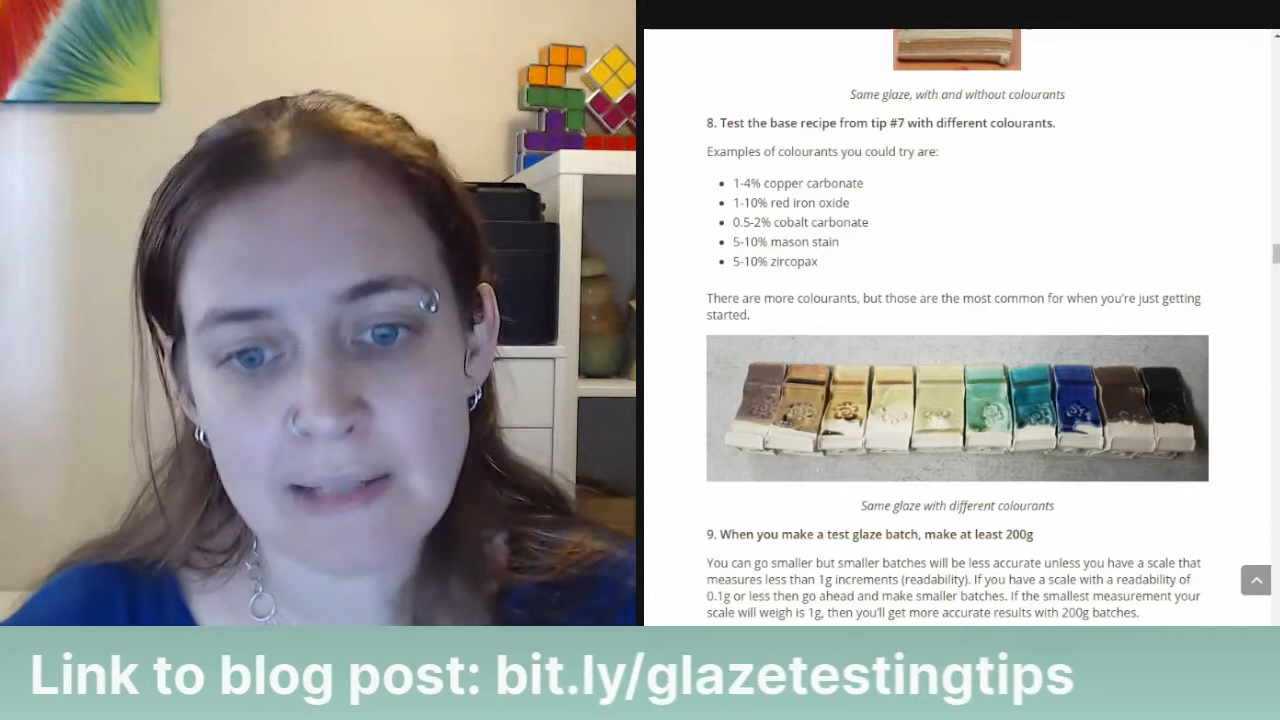 Same glaze, with and without colourants
8. Test the base recipe from tip #7 with different colourants.
Examples of colourants you could try are:
1-4% copper carbonate
1-10% red iron oxide
0.5-2% cobalt carbonate
5-10% mason stain
5-10% zircopax
There are more colourants, but those are the most common for when you're just getting
started.
Same glaze with different colourants
9. When you make a test glaze batch, make at least 200g
You can go smaller but smaller batches will be less accurate unless you have a scale that
measures less than 1g increments (readability). If you have a scale with a readability of
0.1g or less then go ahead and make smaller batches. If the smallest measurement your
scale will weigh is 1g, then you'll get more accurate results with 200g batches.
Link to blog post: bit.ly/glazetestingtips